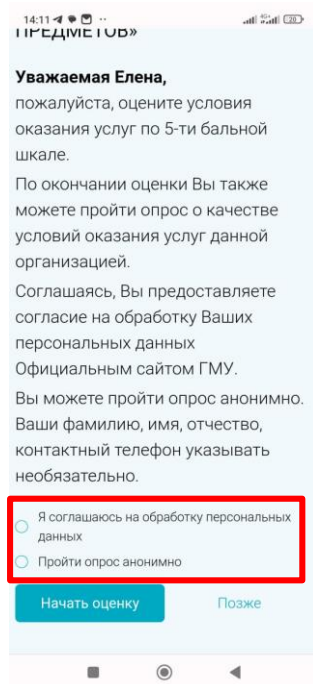 14:11
4G
20
ПРЕДМЕТОВ»
Уважаемая Елена,
пожалуйста, оцените условия
оказания услуг по 5-ти бальной
шкале.
По окончании оценки Вы также
можете пройти опрос о качестве
условий оказания услуг данной
организацией.
Соглашаясь, Вы предоставляете
согласие на обработку Ваших
персональных данных
Официальным сайтом ГМУ.
Вы можете пройти опрос анонимно.
Ваши фамилию, имя, отчество,
контактный телефон указывать
необязательно.
Я соглашаюсь на обработку персональных
данных
Пройти опрос анонимно
Начать оценку Позже